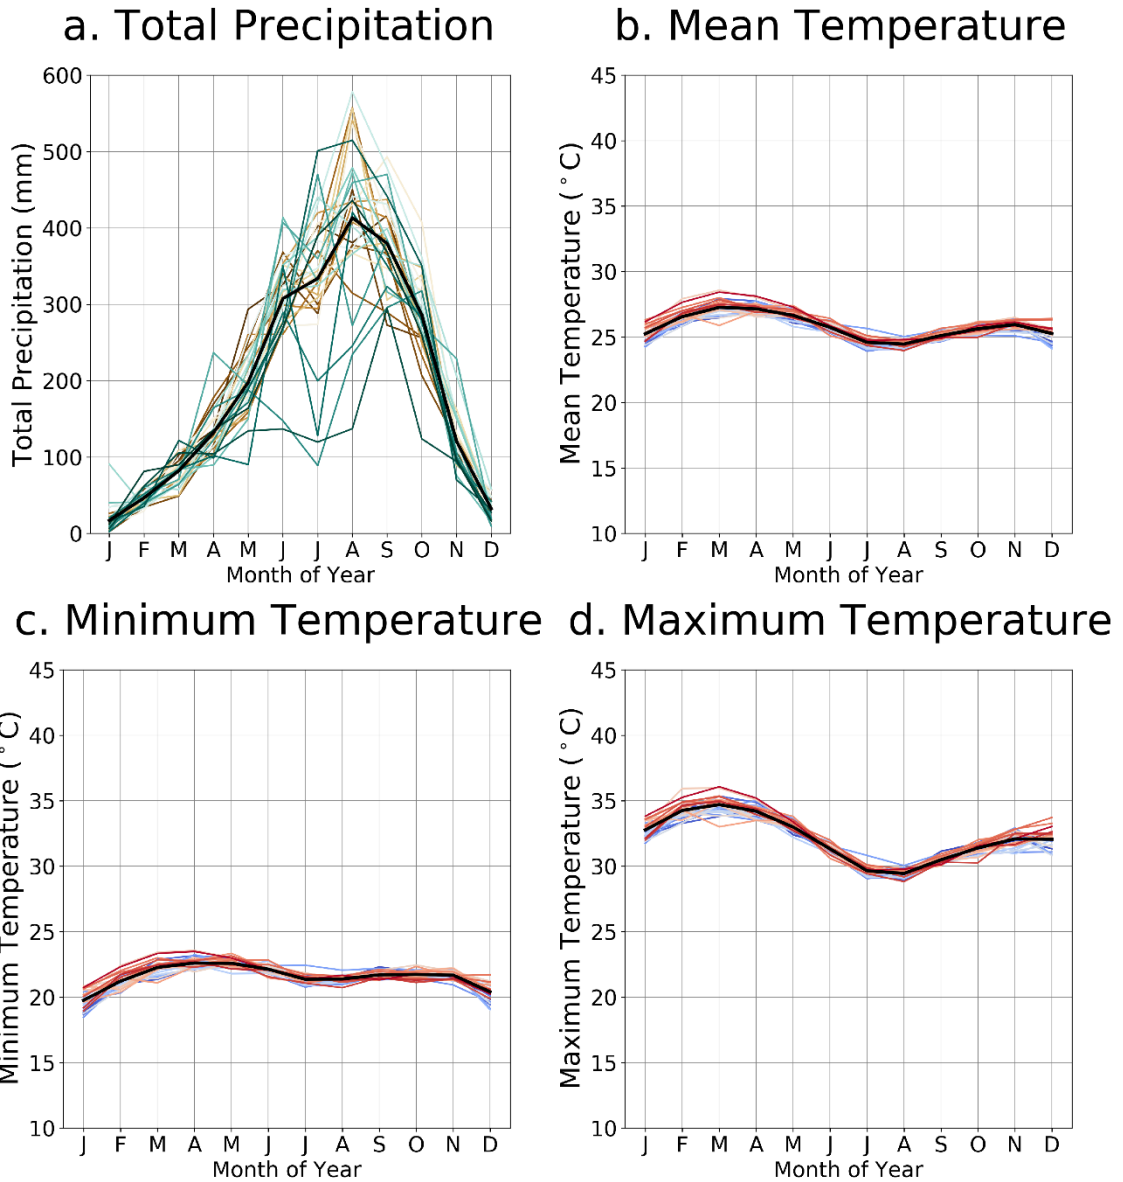 a. Total Precipitation
600
500
400
300
200
100
0
Total Precipitation (mm)
J F M A M J J A S O N D
Month of Year
b. Mean Temperature
45
40
35
30
25
20
15
10
Mean Temperature (°C)
J F M A M J J A S O N D
Month of Year
c. Minimum Temperature
45
40
35
30
25
20
15
10
Minimum Temperature (°C)
J F M A M J J A S O N D
Month of Year
d. Maximum Temperature
45
40
35
30
25
20
15
10
Maximum Temperature (°C)
J F M A M J J A S O N D
Month of Year